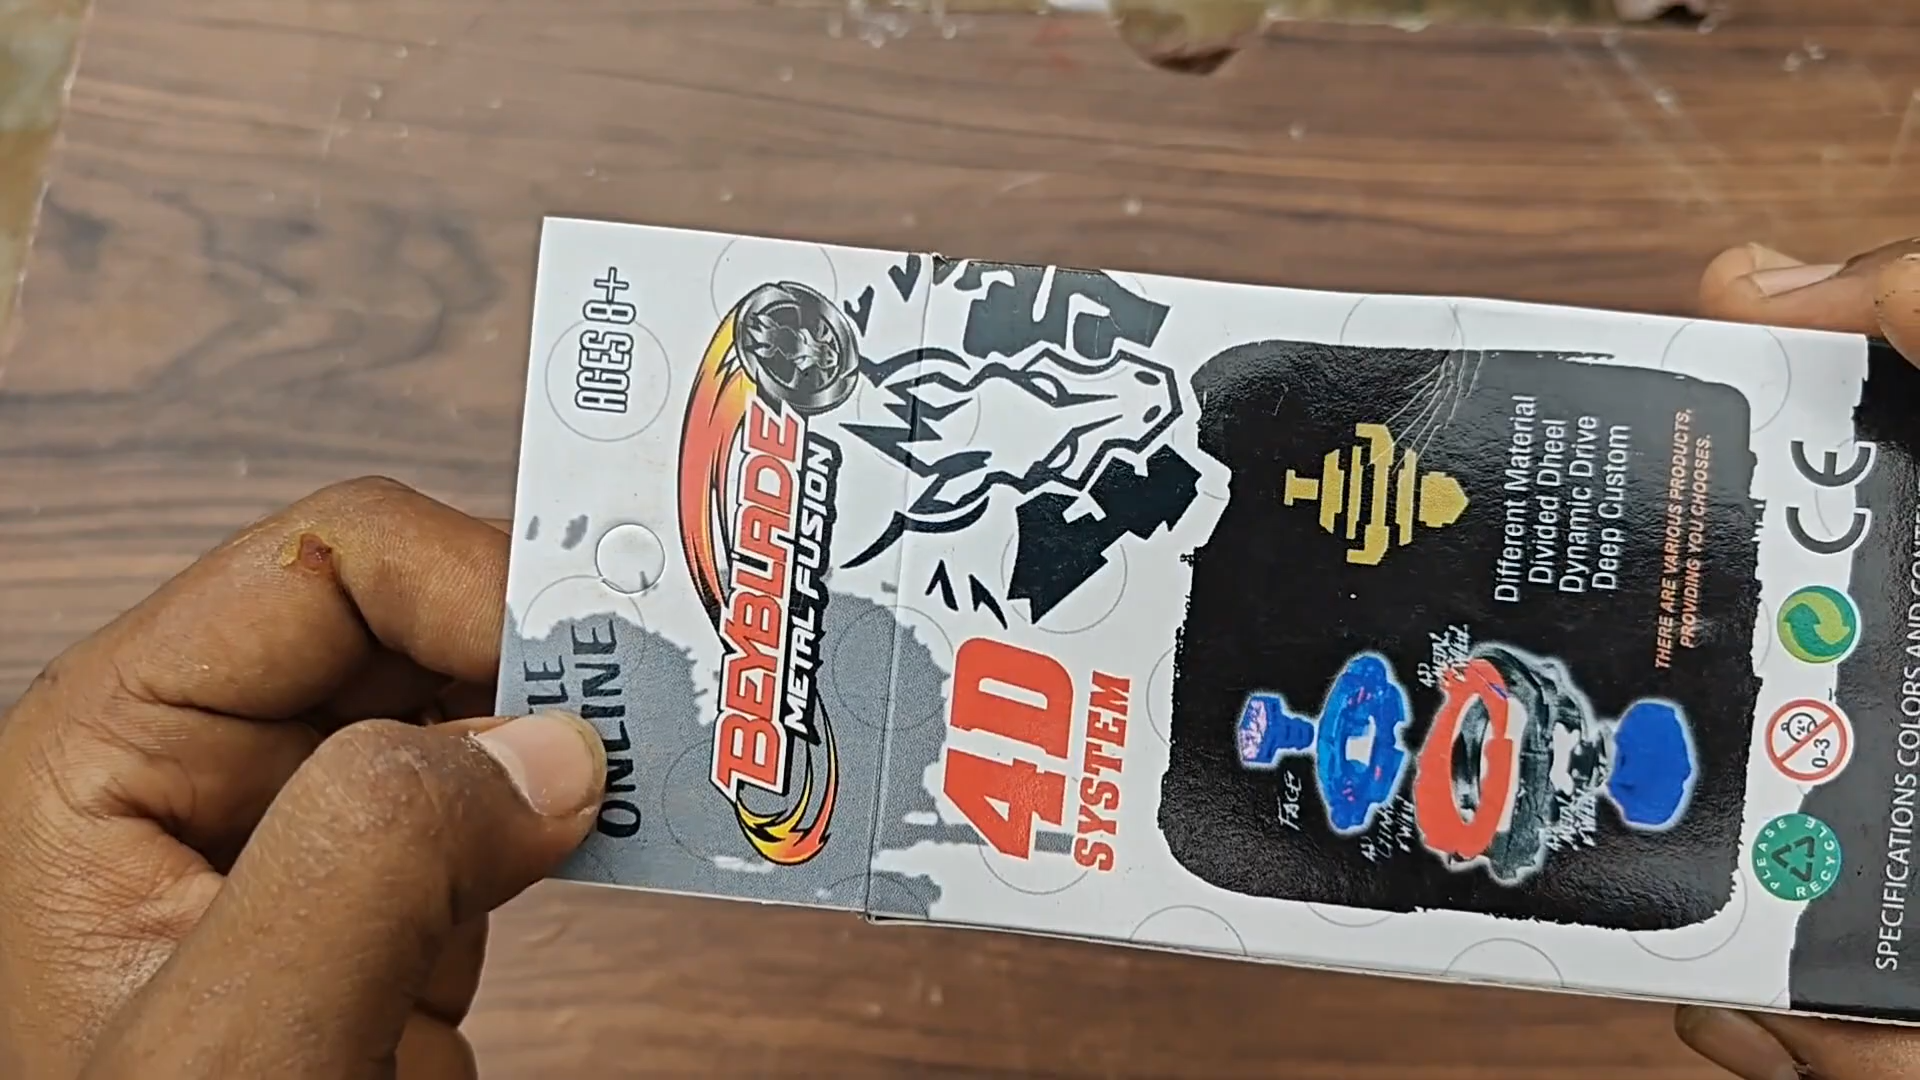 AGES 8+
ONLINE
BEYBLADE
METAL FUSION
4D
SYSTEM
FACE
Different Material
Divided Dheel
Dynamic Drive
Deep Custom
THERE ARE VARIOUS PRODUCTS,
PROVIDING YOU CHOOSES.
CE
0-3
PLEASE
RECYCLE
SPECIFICATIONS COLORS AND